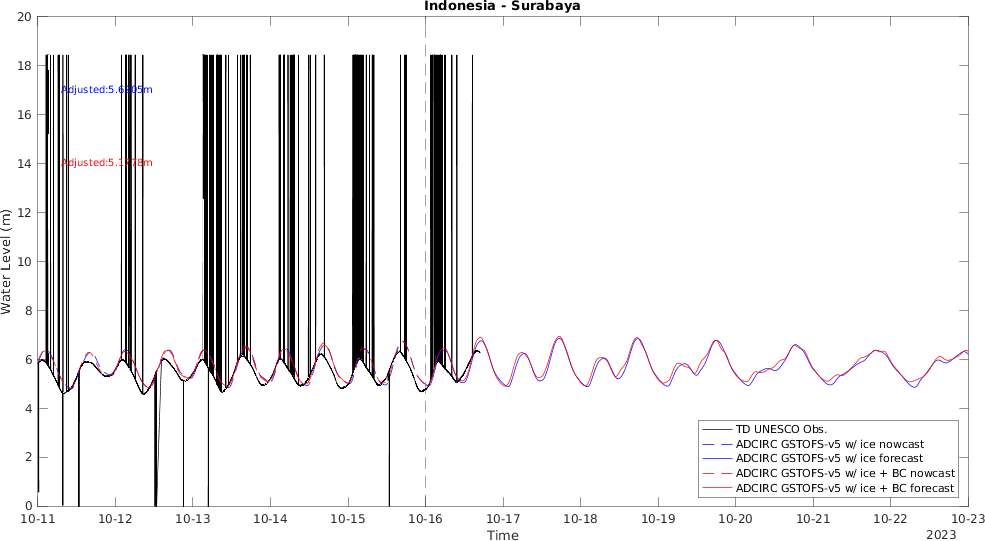 Indonesia - Surabaya
20
18
16
14
12
10
8
6
4
2
0
Water Level (m)
10-11 10-12 10-13 10-14 10-15 10-16 10-17 10-18 10-19 10-20 10-21 10-22 10-23
2023
Time
TD UNESCO Obs.
ADCIRC GSTOFS-v5 w/ ice nowcast
ADCIRC GSTOFS-v5 w/ ice forecast
ADCIRC GSTOFS-v5 w/ ice + BC nowcast
ADCIRC GSTOFS-v5 w/ ice + BC forecast